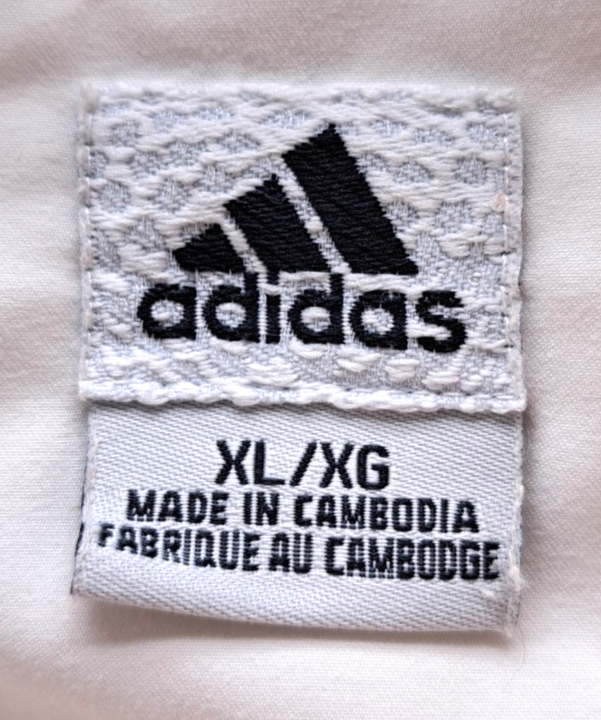 adidas
XL/XG
MADE IN CAMBODIA
FABRIQUE AU CAMBODGE